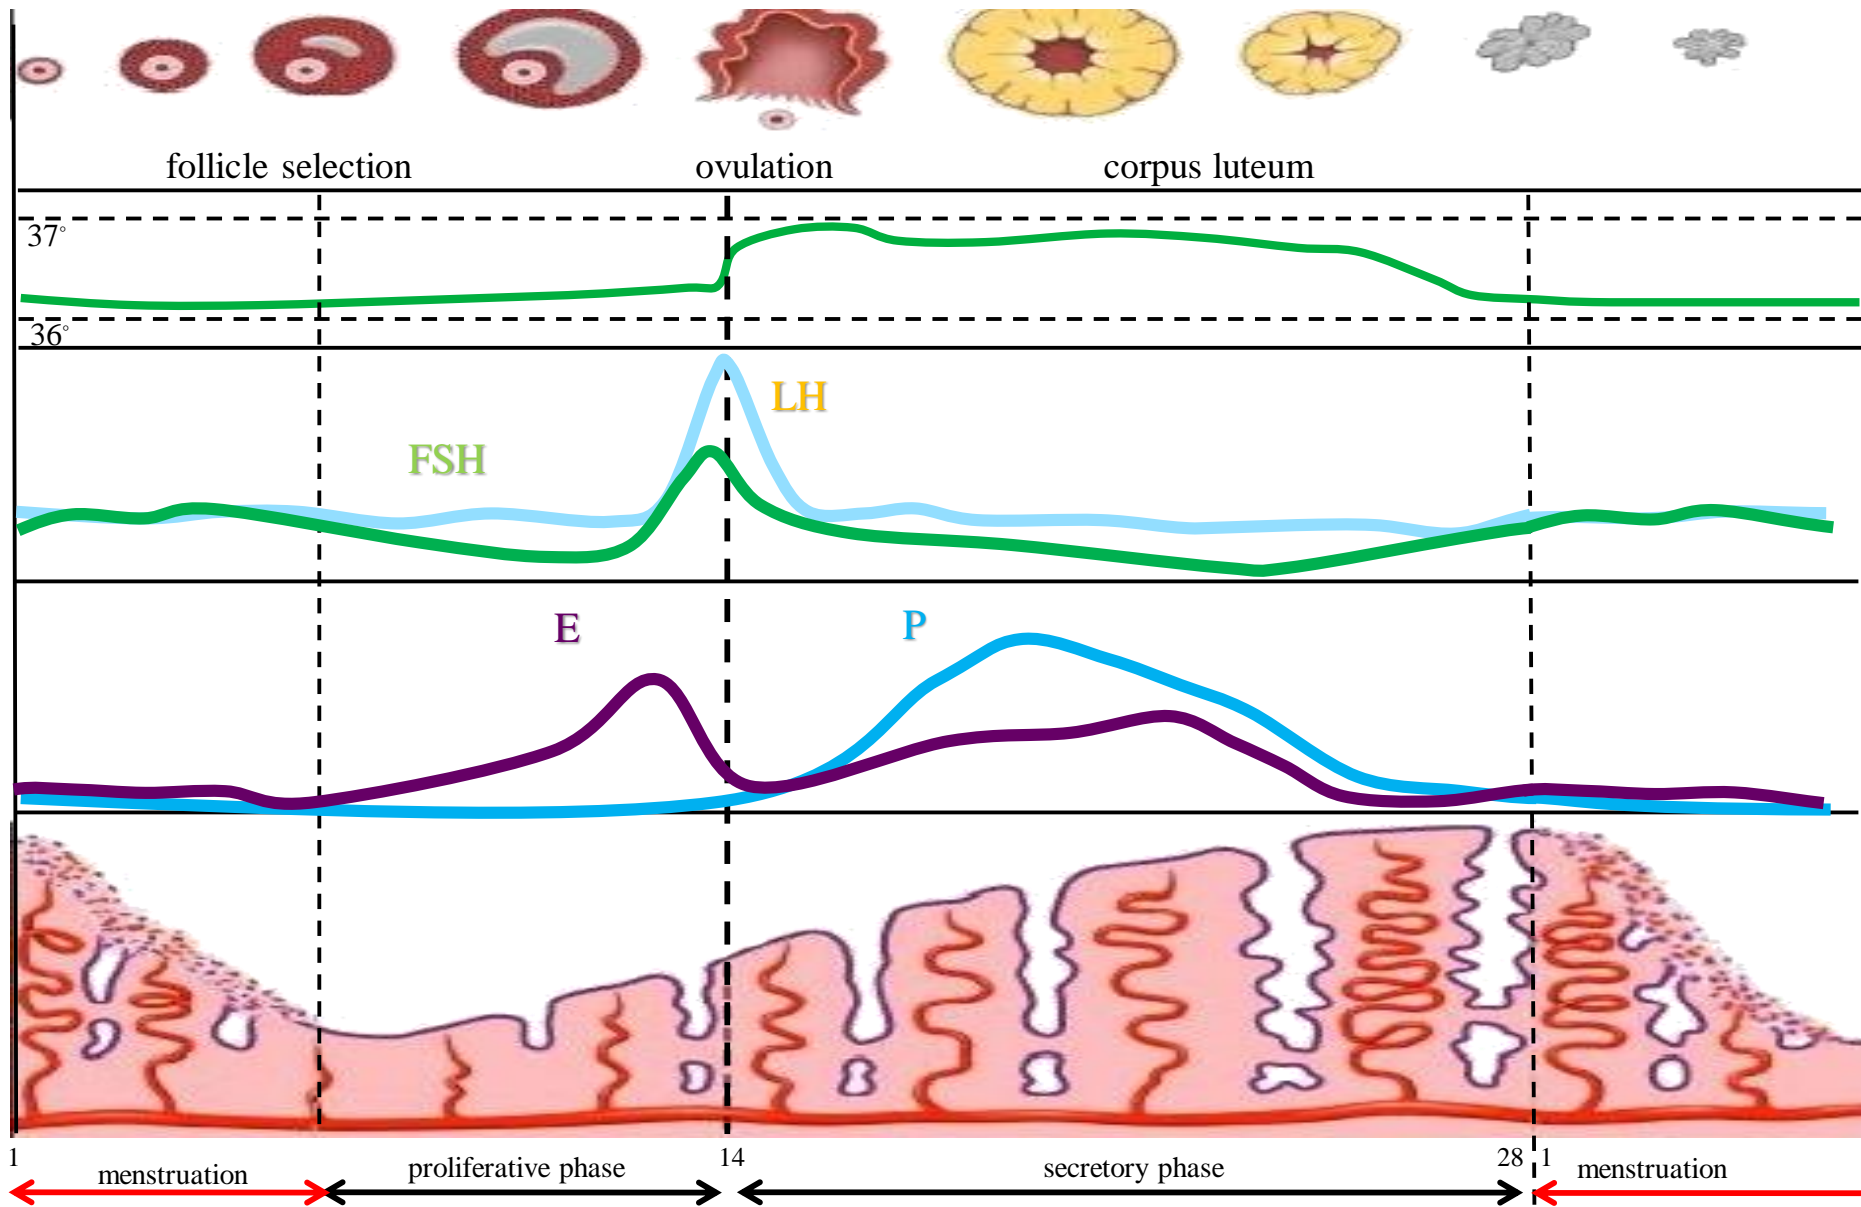 follicle selection
ovulation
corpus luteum
37°
36°
LH
FSH
E
P
1
menstruation
proliferative phase
14
secretory phase
28
1
menstruation